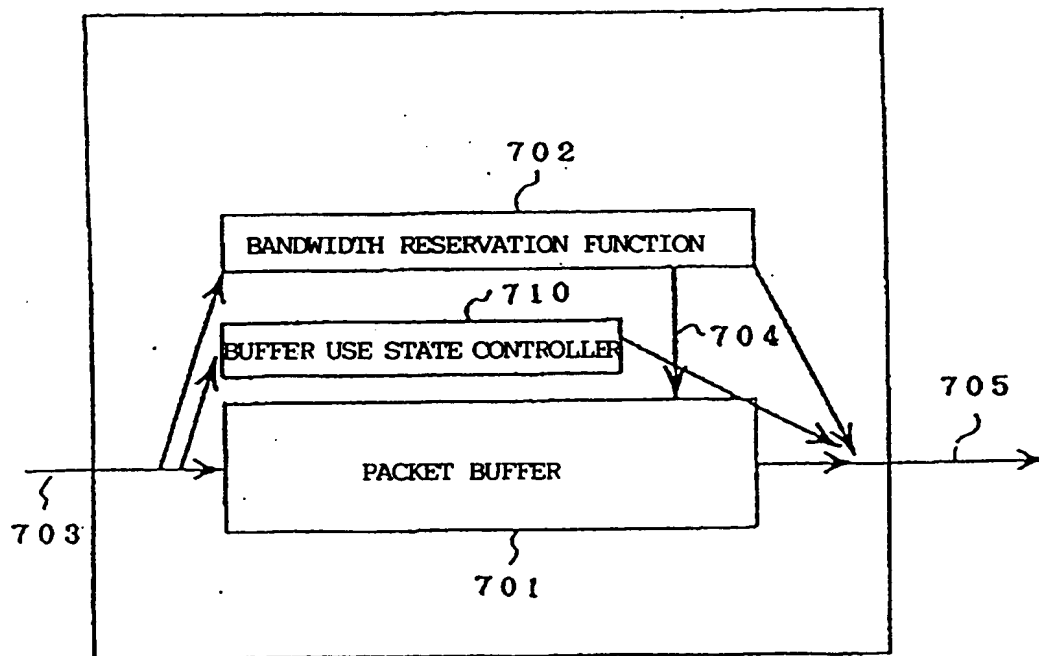 702
BANDWIDTH RESERVATION FUNCTION
710
BUFFER USE STATE CONTROLLER
704
705
PACKET BUFFER
703
701